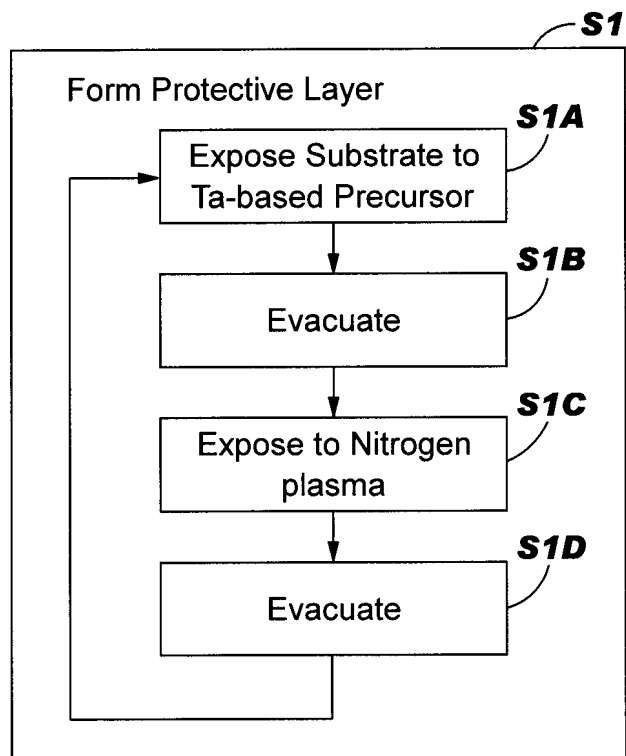 S1
Form Protective Layer
S1A
Expose Substrate to
Ta-based Precursor
S1B
Evacuate
S1C
Expose to Nitrogen
plasma
S1D
Evacuate